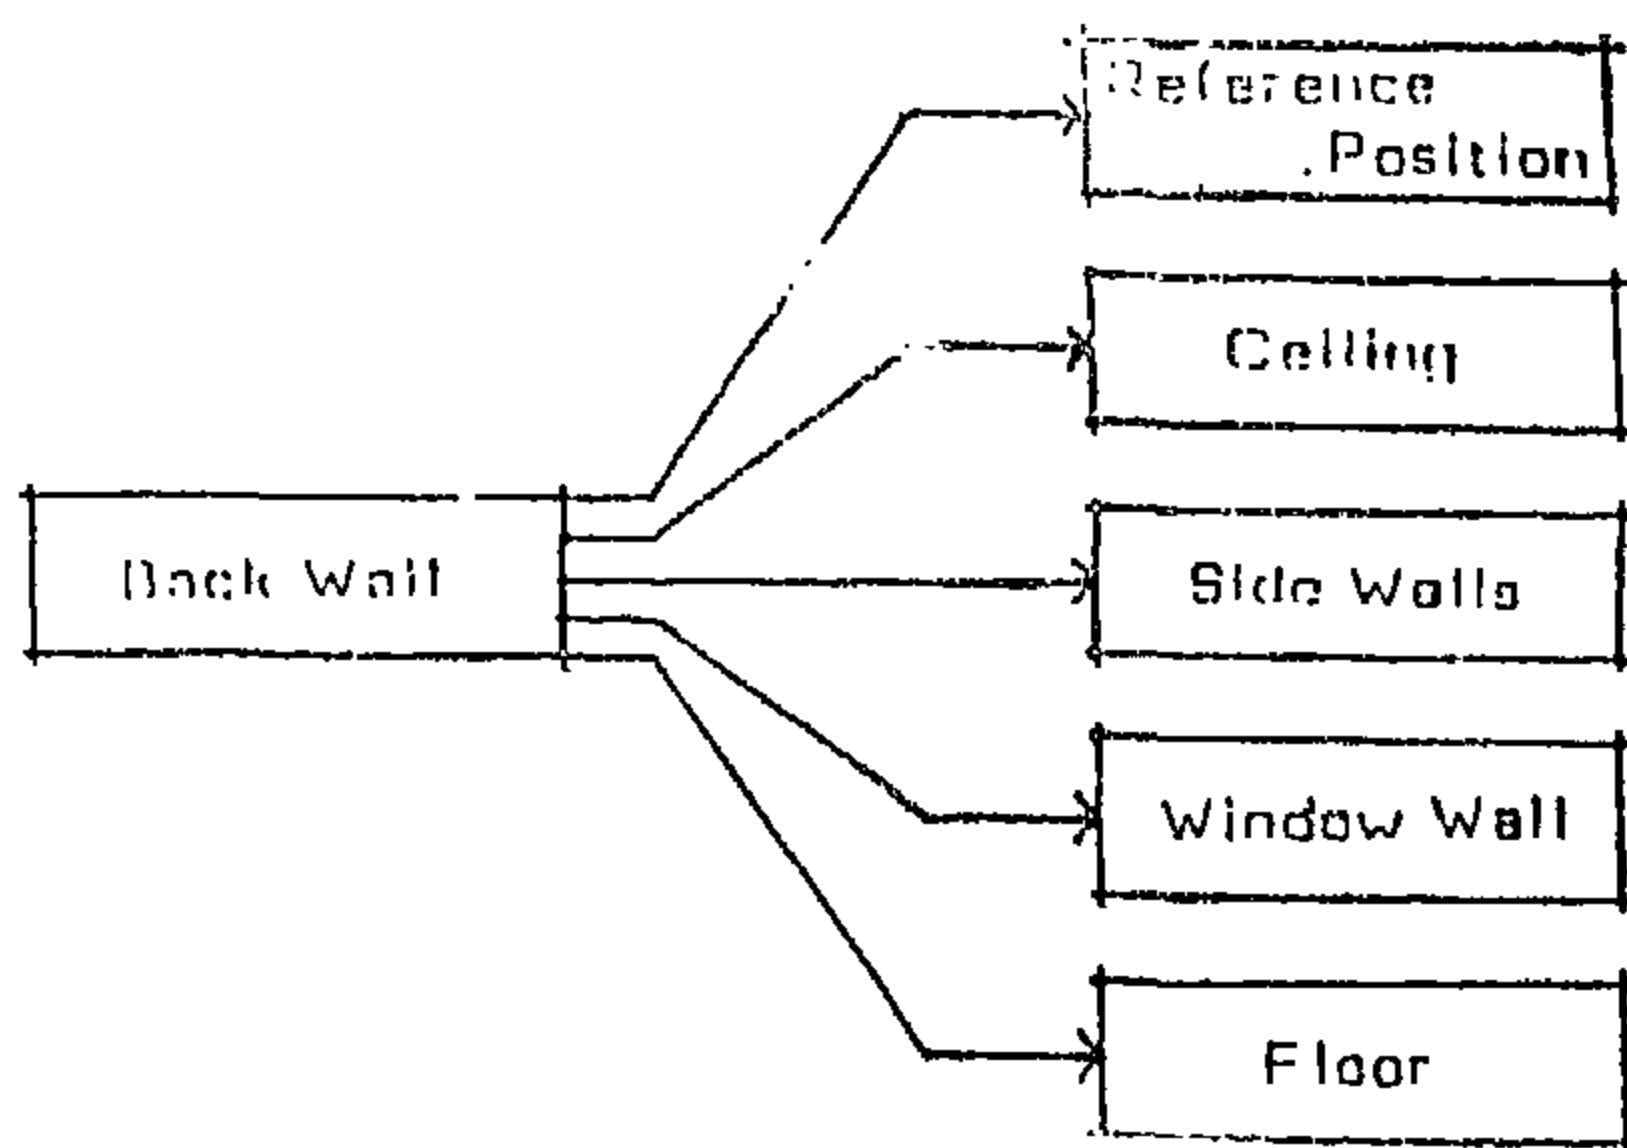 Reference
Position
Ceiling
Back Wall
Side Walls
Window Wall
Floor